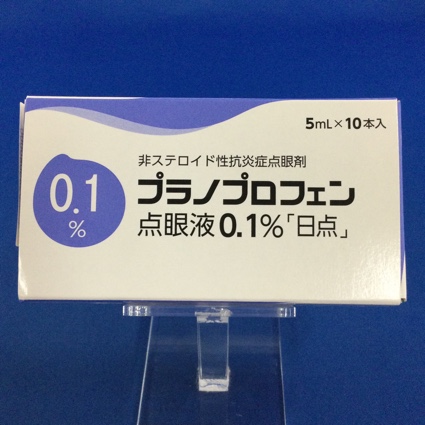 5mL×10本入
非ステロイド性抗炎症点眼剤
0.1
%
プラノプロフェン
点眼液0.1%「日点」